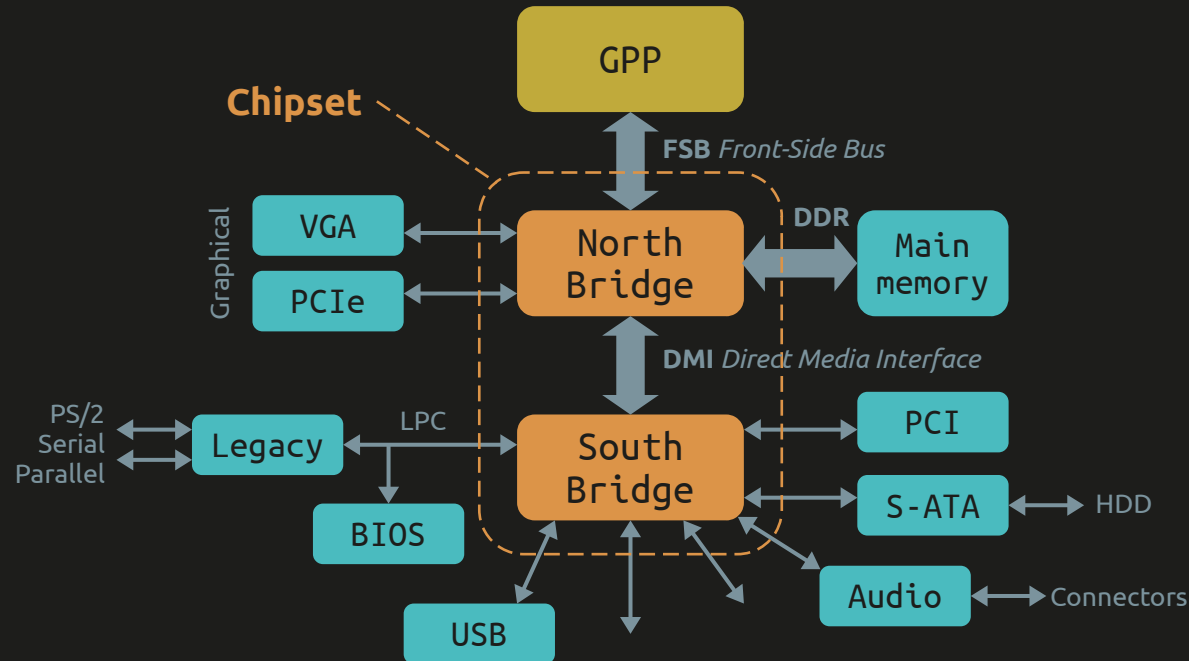 GPP
Chipset
FSB Front-Side Bus
Graphical
VGA
PCIe
North
Bridge
DDR
Main
memory
DMI Direct Media Interface
PS/2
Serial
Parallel
Legacy
LPC
BIOS
South
Bridge
PCI
S-ATA
HDD
Audio
Connectors
USB